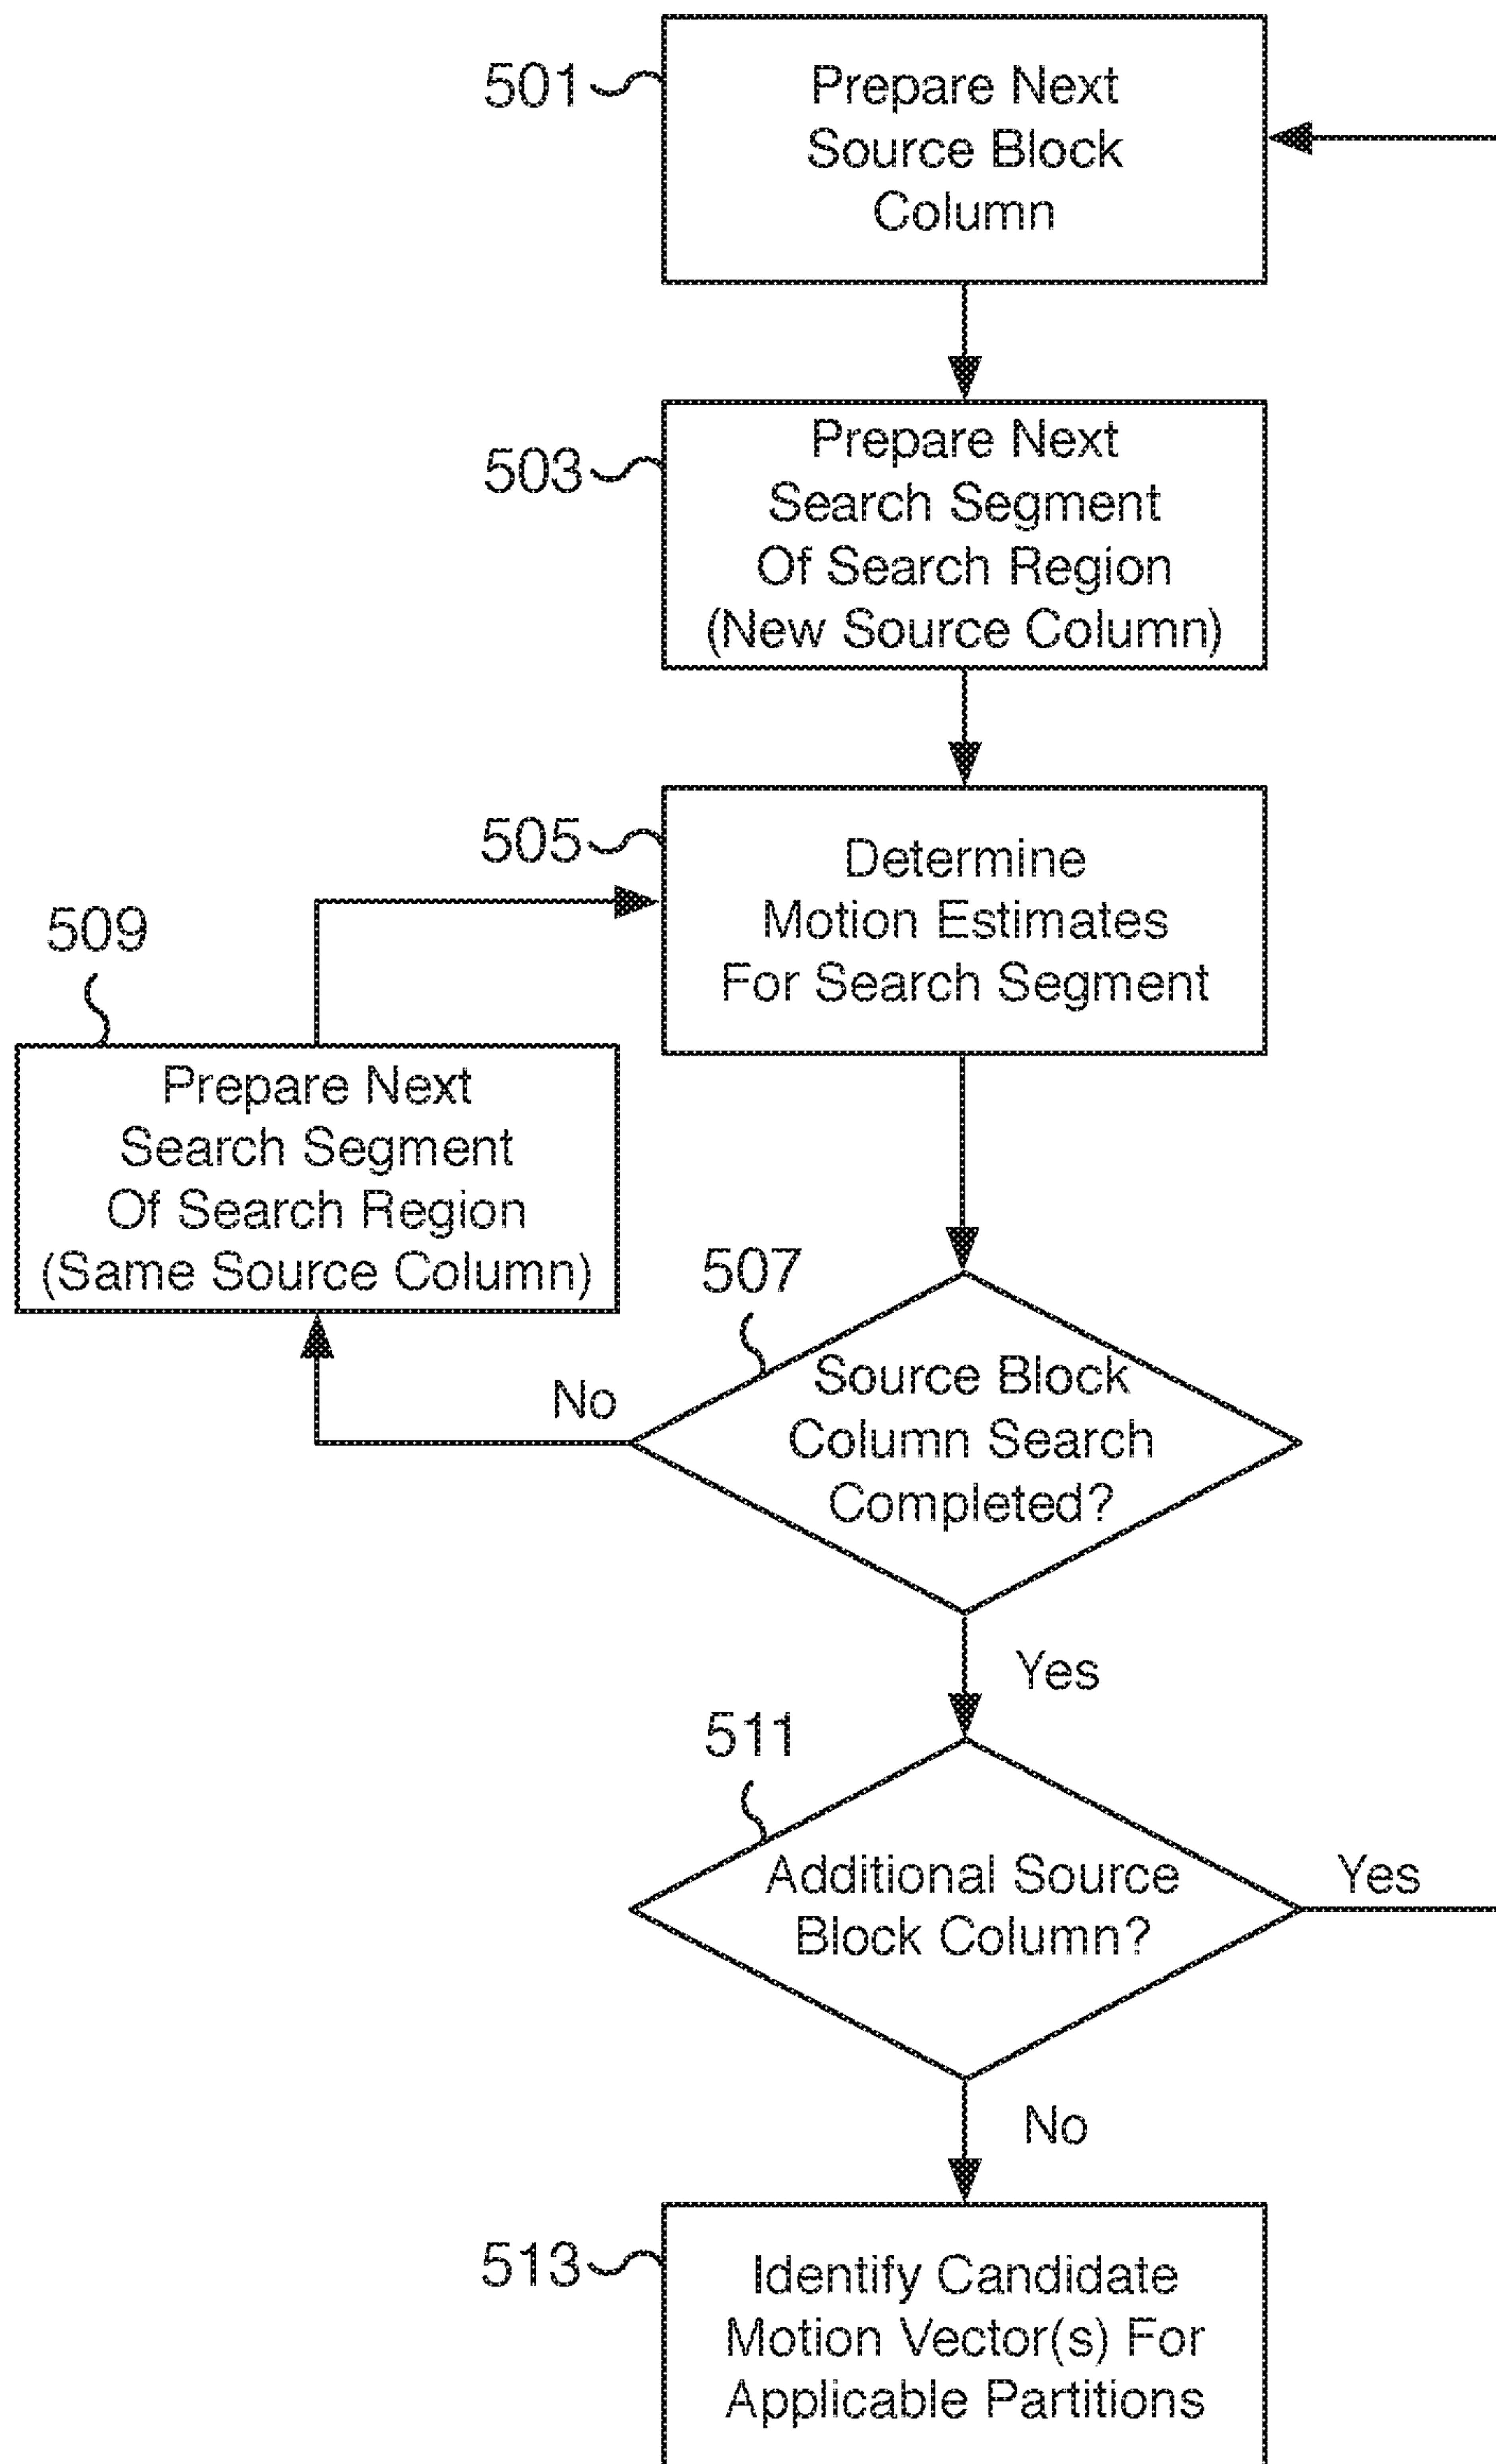 501
Prepare Next
Source Block
Column
503
Prepare Next
Search Segment
Of Search Region
(New Source Column)
505
Determine
Motion Estimates
For Search Segment
509
Prepare Next
Search Segment
Of Search Region
(Same Source Column)
507
Source Block
Column Search
Completed?
No
Yes
511
Additional Source
Block Column?
Yes
No
513
Identify Candidate
Motion Vector(s) For
Applicable Partitions